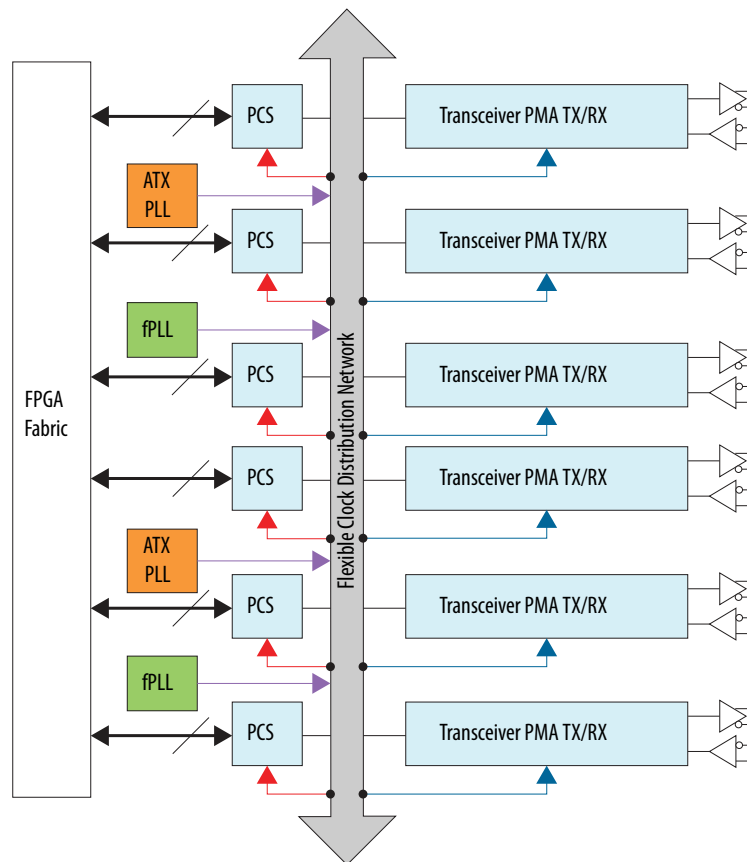 PCS
Transceiver PMA TX/RX
ATX
PLL
PCS
Transceiver PMA TX/RX
fPLL
PCS
Transceiver PMA TX/RX
FPGA
Fabric
Flexible Clock Distribution Network
PCS
Transceiver PMA TX/RX
ATX
PLL
PCS
Transceiver PMA TX/RX
fPLL
PCS
Transceiver PMA TX/RX